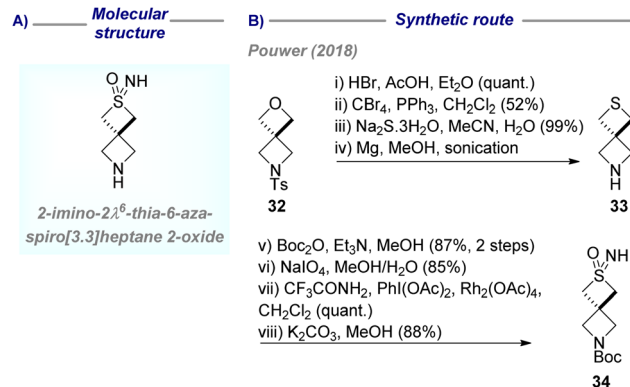 A) Molecular structure
B) Synthetic route
Pouwer (2018)
O NH
S
N
H
2-imino-2λ⁶-thia-6-aza-
spiro[3.3]heptane 2-oxide
O
N
Ts
32
i) HBr, AcOH, Et₂O (quant.)
ii) CBr₄, PPh₃, CH₂Cl₂ (52%)
iii) Na₂S.3H₂O, MeCN, H₂O (99%)
iv) Mg, MeOH, sonication
S
N
H
33
v) Boc₂O, Et₃N, MeOH (87%, 2 steps)
vi) NaIO₄, MeOH/H₂O (85%)
vii) CF₃CONH₂, PhI(OAc)₂, Rh₂(OAc)₄,
CH₂Cl₂ (quant.)
viii) K₂CO₃, MeOH (88%)
O NH
S
N
Boc
34